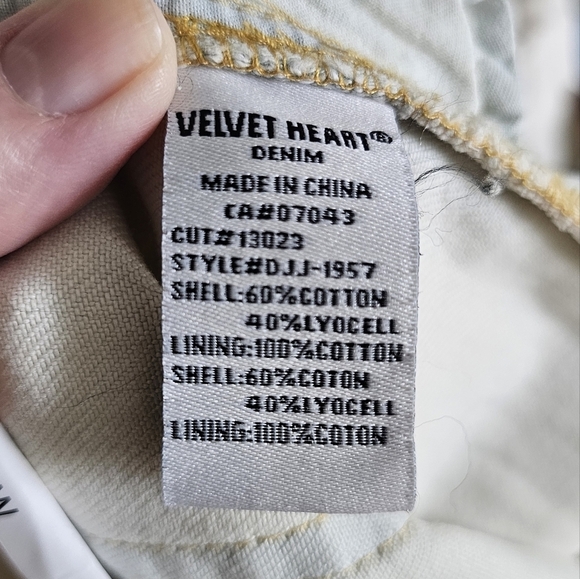 VELVET HEART®
DENIM
MADE IN CHINA
CA#07043
CUT#13023
STYLE#DJJ-1957
SHELL:60%COTTON
40%LYOCELL
LINING:100%COTTON
SHELL:60%COTON
40%LYOCELL
LINING:100%COTON